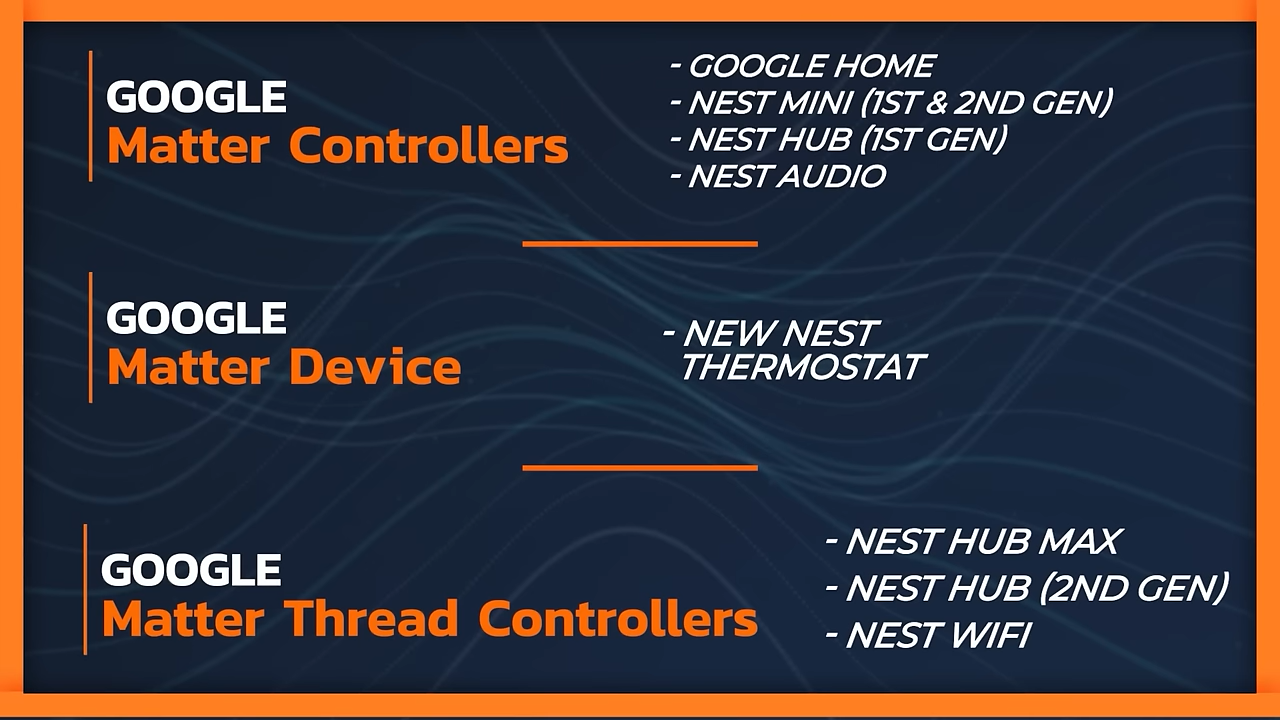 GOOGLE
Matter Controllers
- GOOGLE HOME
- NEST MINI (1ST & 2ND GEN)
- NEST HUB (1ST GEN)
- NEST AUDIO
GOOGLE
Matter Device
- NEW NEST
THERMOSTAT
GOOGLE
Matter Thread Controllers
- NEST HUB MAX
- NEST HUB (2ND GEN)
- NEST WIFI